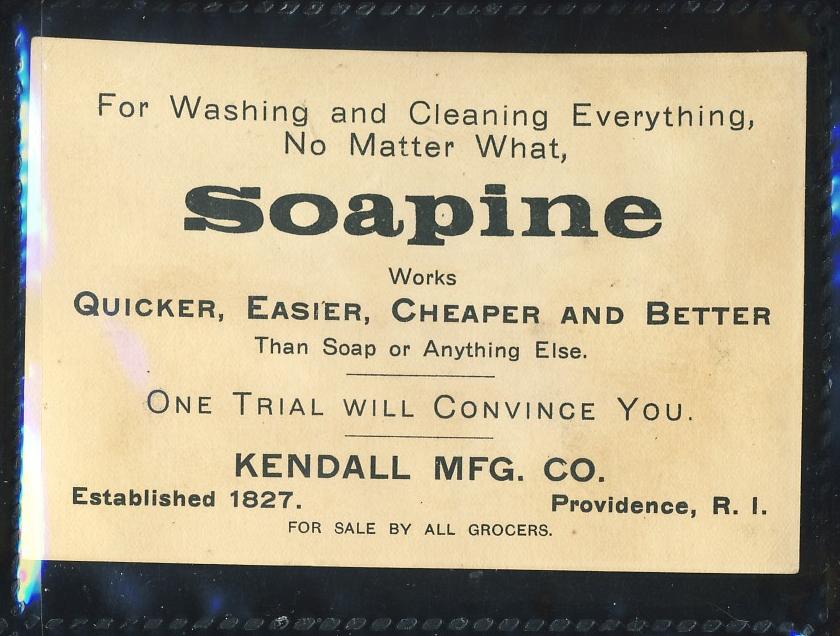 For Washing and Cleaning Everything,
No Matter What,
Soapine
Works
QUICKER, EASIER, CHEAPER AND BETTER
Than Soap or Anything Else.
ONE TRIAL WILL CONVINCE YOU.
KENDALL MFG. CO.
Established 1827. Providence, R. I.
FOR SALE BY ALL GROCERS.